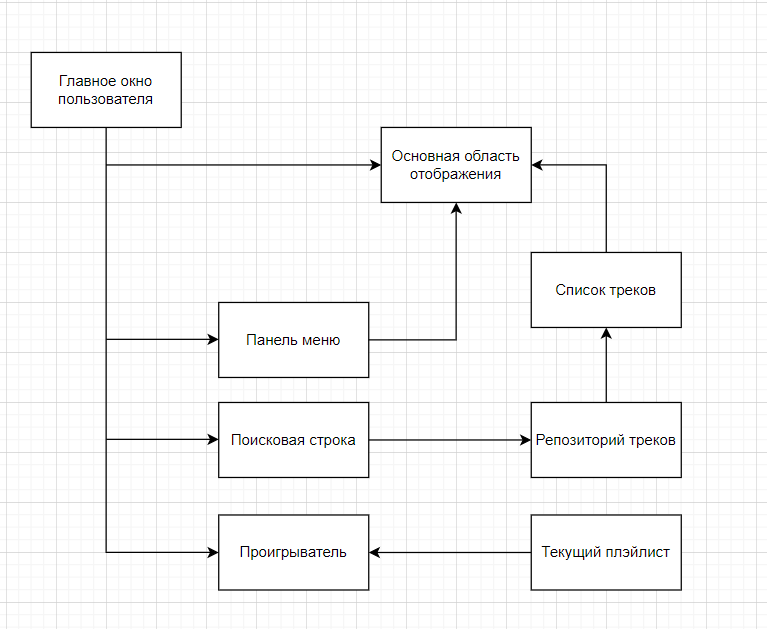 Главное окно
пользователя
Основная область
отображения
Список треков
Панель меню
Поисковая строка
Репозиторий треков
Проигрыватель
Текущий плэйлист